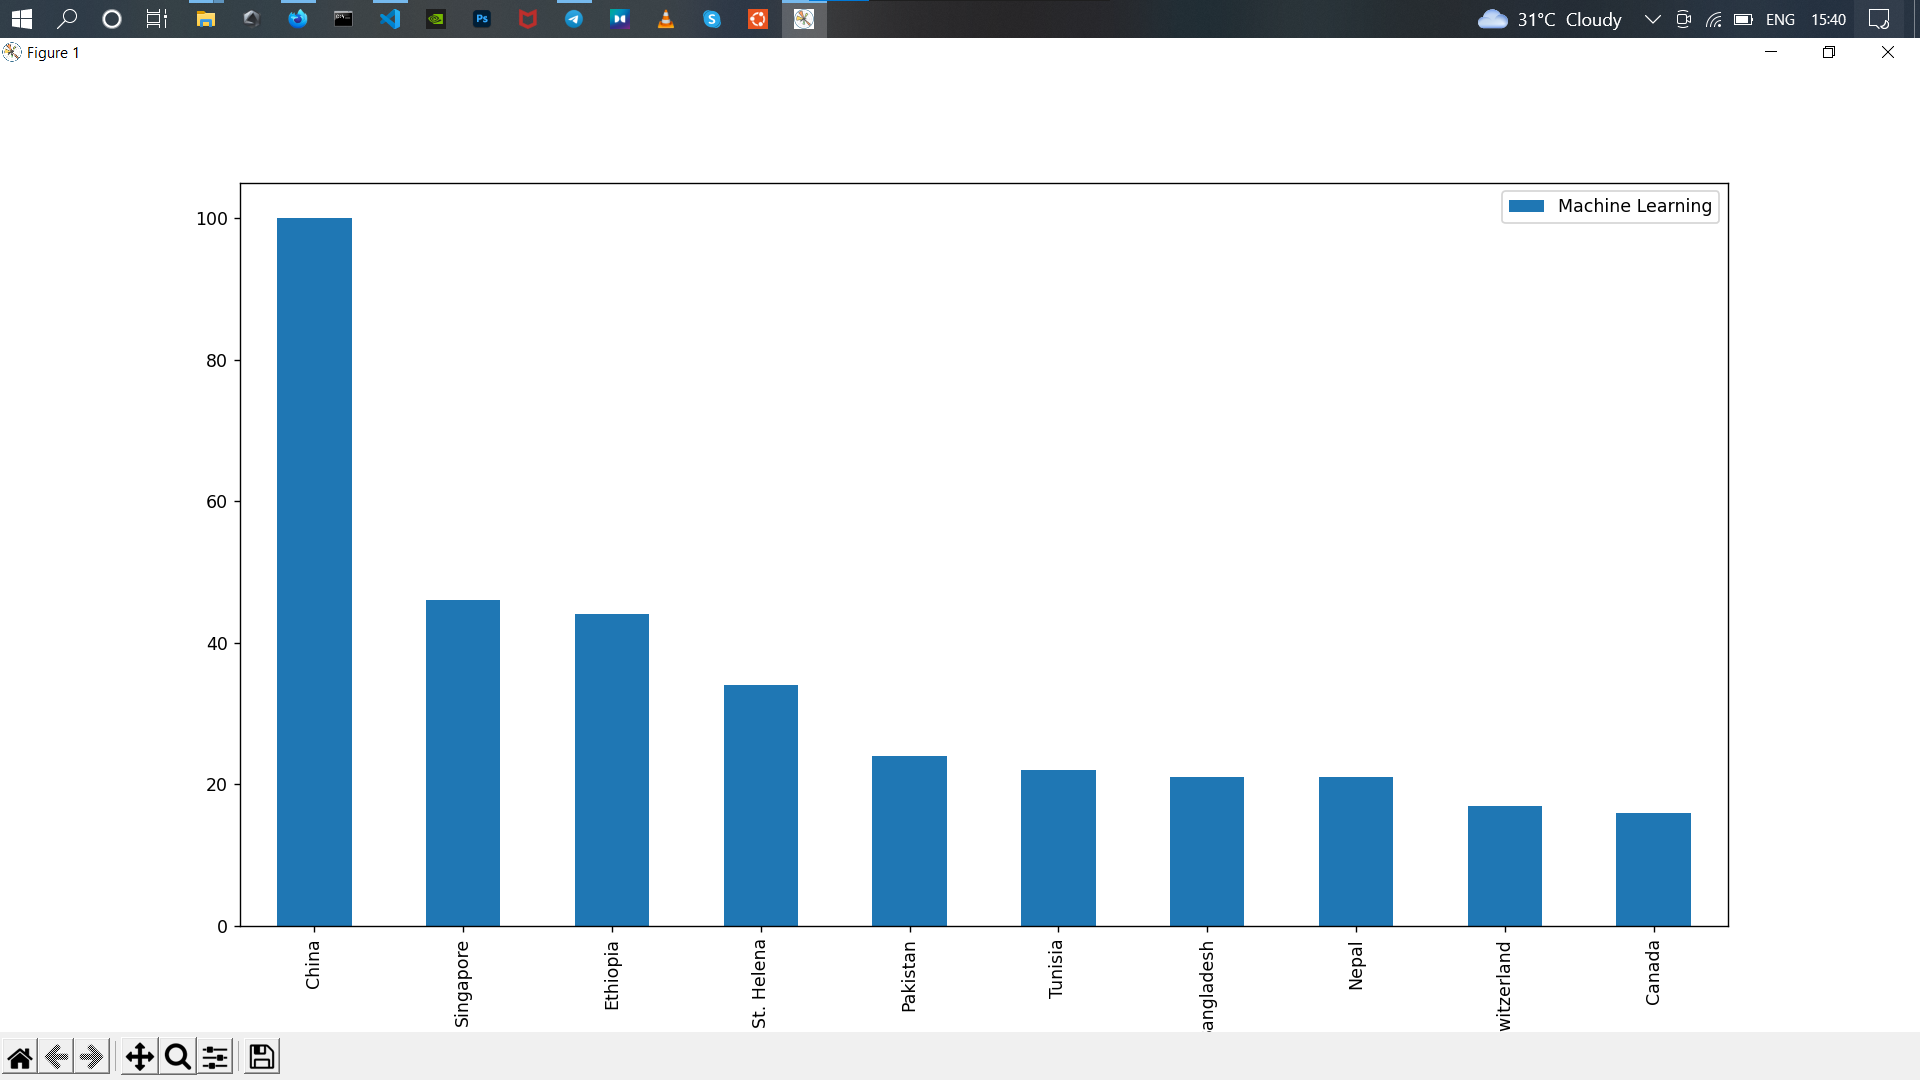 31°C Cloudy
ENG
15:40
Ps
Figure 1
Machine Learning
100
80
60
40
20
0
China
Singapore
Ethiopia
St. Helena
Pakistan
Tunisia
angladesh
Nepal
witzerland
Canada